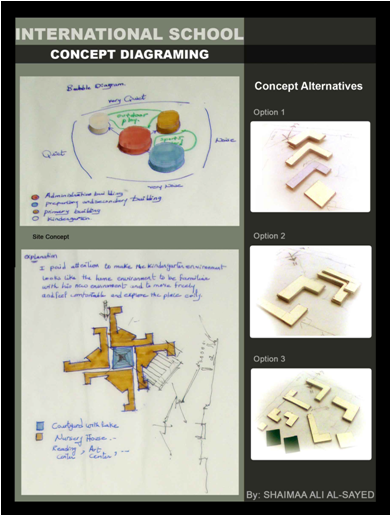 INTERNATIONAL SCHOOL
CONCEPT DIAGRAMING
Bubble Diagram
very Quiet
outdoor
play
Quiet
Noise
very Noise
Administration building
preparatory and secondary building
primary building
Kindergarten
Site Concept
explanation
I paid attention to make the Kindergarten environment
looks like the home environment to be familiar
with his new environment and to move freely
and feel comfortable and explore the place easily.
Courtyard with Lake
Nursery House
Reading Center, Art Center,
Concept Alternatives
Option 1
Option 2
Option 3
By: SHAIMAA ALI AL-SAYED